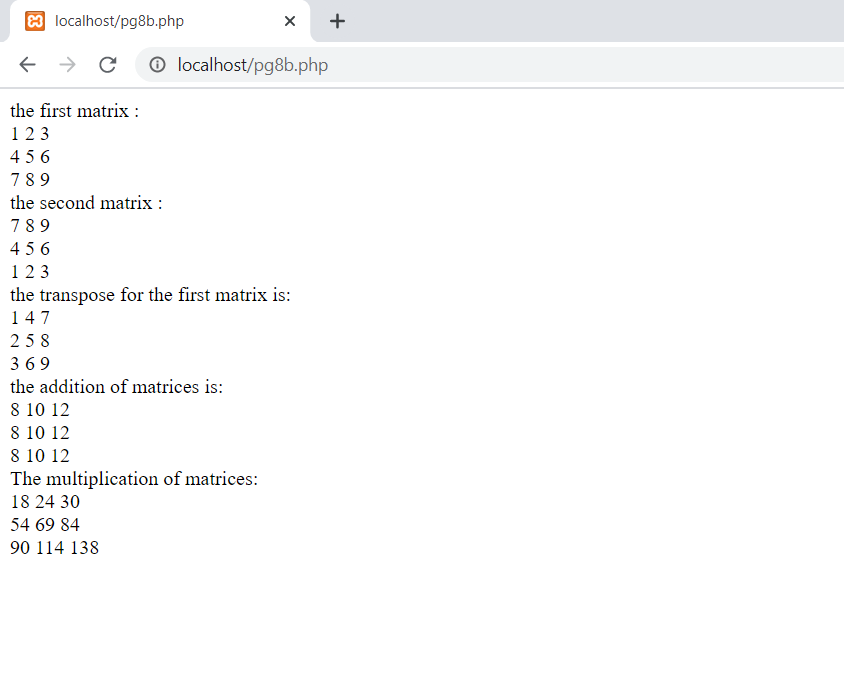 localhost/pg8b.php
localhost/pg8b.php
the first matrix :
1 2 3
4 5 6
7 8 9
the second matrix :
7 8 9
4 5 6
1 2 3
the transpose for the first matrix is:
1 4 7
2 5 8
3 6 9
the addition of matrices is:
8 10 12
8 10 12
8 10 12
The multiplication of matrices:
18 24 30
54 69 84
90 114 138